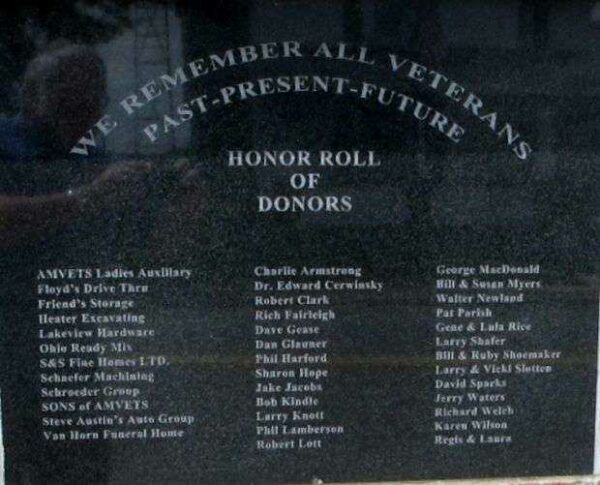 WE REMEMBER ALL VETERANS
PAST-PRESENT-FUTURE
HONOR ROLL
OF
DONORS
AMVETS Ladies Auxiliary
Floyd's Drive Thru
Friend's Storage
Heater Excavating
Lakeview Hardware
Ohio Ready Mix
S&S Fine Homes LTD.
Schaefer Machining
Schroeder Group
SONS of AMVETS
Steve Austin's Auto Group
Van Horn Funeral Home
Charlie Armstrong
Dr. Edward Cerwinsky
Robert Clark
Rich Fairleigh
Dave Gease
Dan Glauner
Phil Harford
Sharon Hope
Jake Jacobs
Bob Kindle
Larry Knott
Phil Lamberson
Robert Lott
George MacDonald
Bill & Susan Myers
Walter Newland
Pat Parish
Gene & Lula Rice
Larry Shafer
Bill & Ruby Shoemaker
Larry & Vicki Slotten
David Sparks
Jerry Waters
Richard Welch
Karen Wilson
Regis & Laura